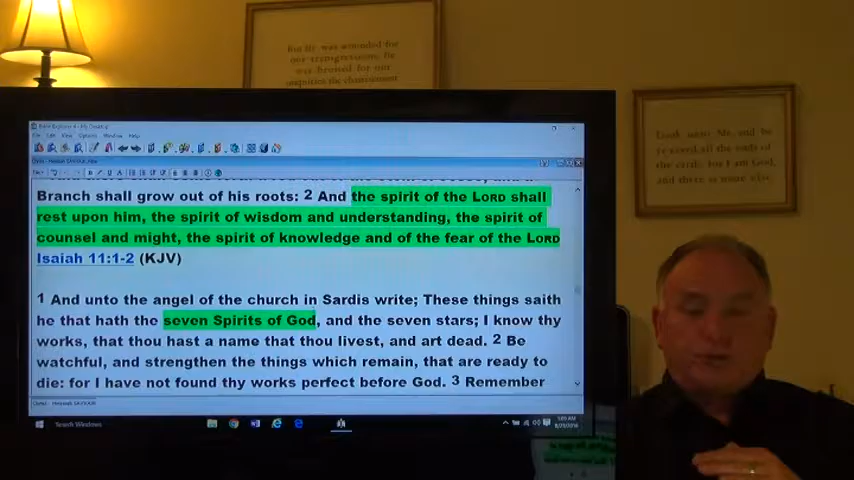 But He was wounded for
our transgressions, he
was bruised for our
iniquities the chastisement
Look unto Me, and be
ye saved, all the ends of
the earth: for I am God,
and there is none else.
Branch shall grow out of his roots: 2 And the spirit of the LORD shall
rest upon him, the spirit of wisdom and understanding, the spirit of
counsel and might, the spirit of knowledge and of the fear of the LORD
Isaiah 11:1-2 (KJV)
1 And unto the angel of the church in Sardis write; These things saith
he that hath the seven Spirits of God, and the seven stars; I know thy
works, that thou hast a name that thou livest, and art dead. 2 Be
watchful, and strengthen the things which remain, that are ready to
die: for I have not found thy works perfect before God. 3 Remember
Search Windows